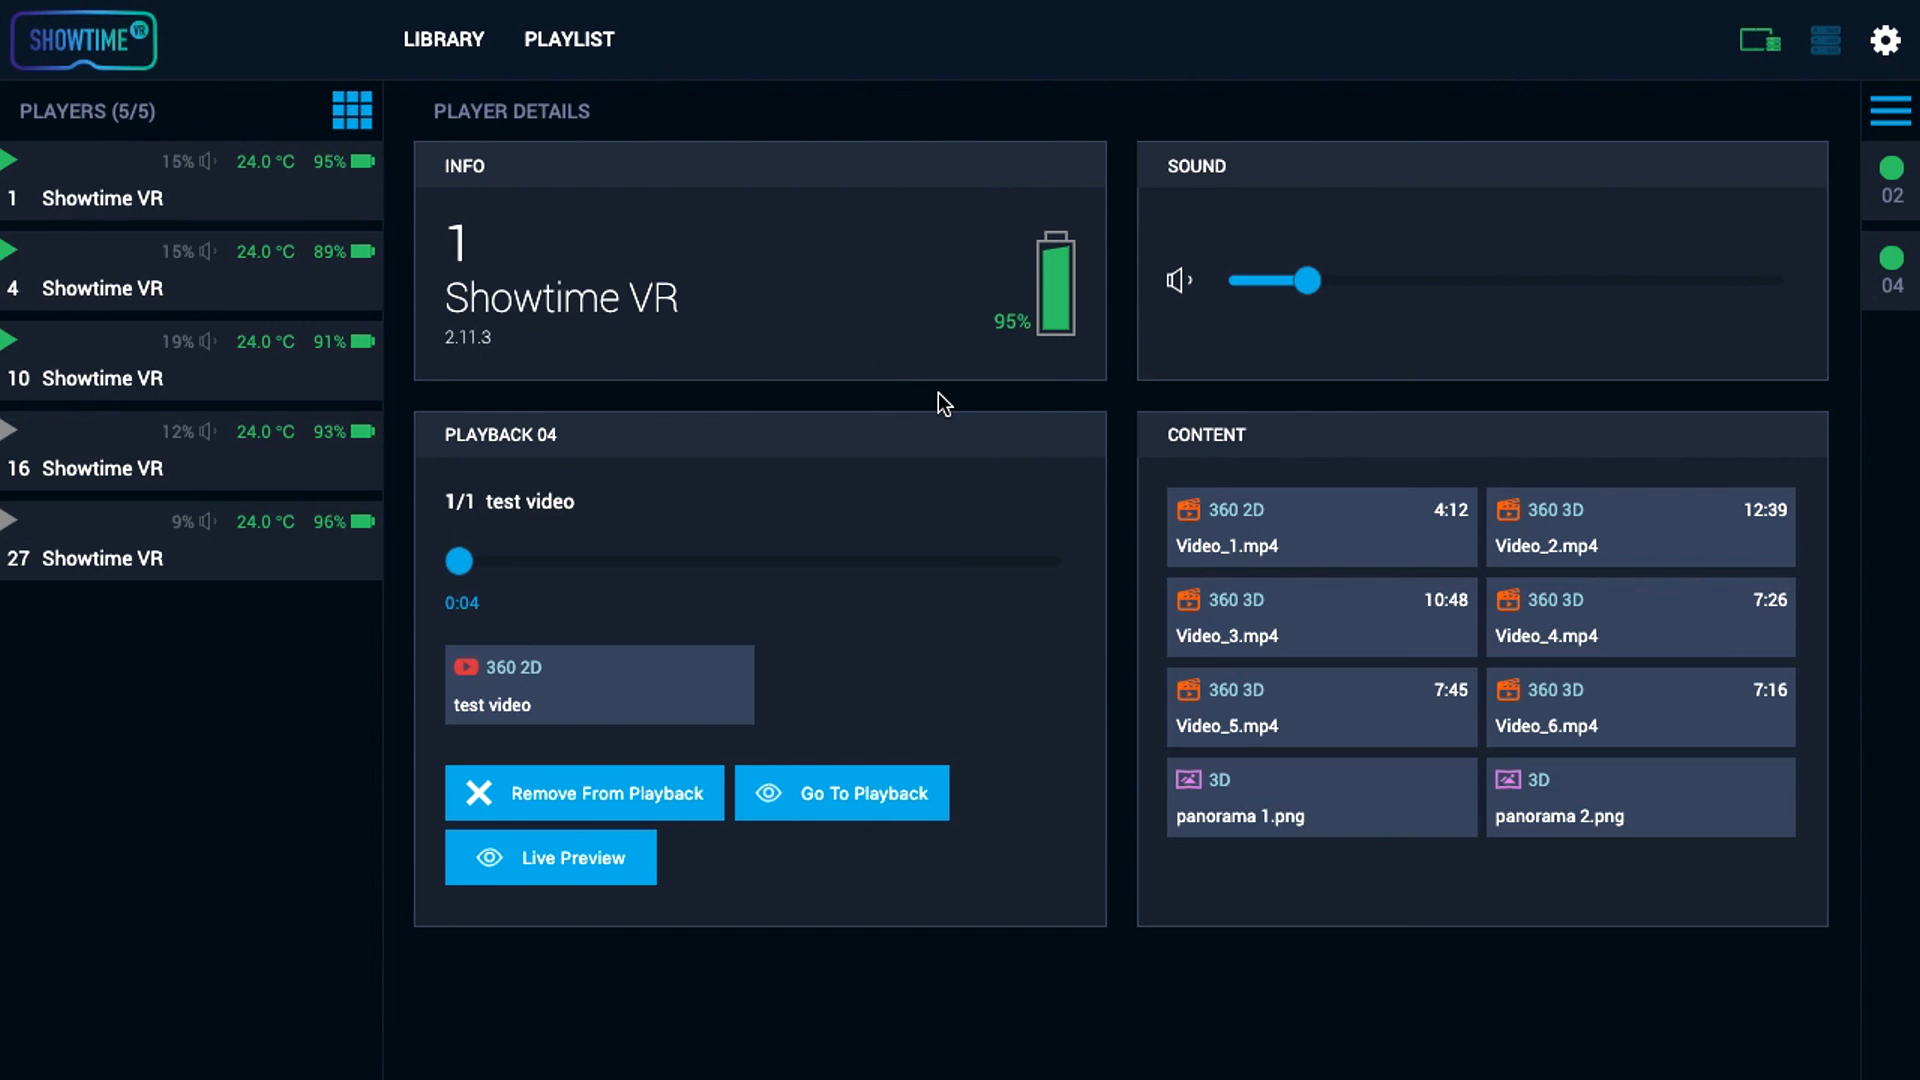 SHOWTIME VR
LIBRARY
PLAYLIST
PLAYERS (5/5)
15% 24.0 °C 95%
1 Showtime VR
15% 24.0 °C 89%
4 Showtime VR
19% 24.0 °C 91%
10 Showtime VR
12% 24.0 °C 93%
16 Showtime VR
9% 24.0 °C 96%
27 Showtime VR
PLAYER DETAILS
INFO
1
Showtime VR
2.11.3
95%
SOUND
PLAYBACK 04
1/1 test video
0:04
360 2D
test video
Remove From Playback
Go To Playback
Live Preview
CONTENT
360 2D 4:12
Video_1.mp4
360 3D 12:39
Video_2.mp4
360 3D 10:48
Video_3.mp4
360 3D 7:26
Video_4.mp4
360 3D 7:45
Video_5.mp4
360 3D 7:16
Video_6.mp4
3D
panorama 1.png
3D
panorama 2.png
02
04